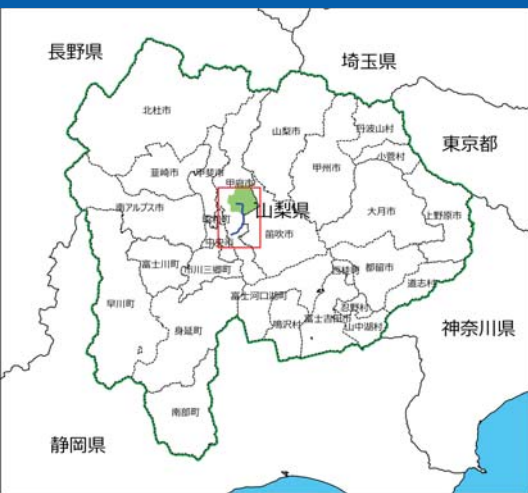 長野県
埼玉県
北杜市
山梨市
丹波山村
東京都
小菅村
韮崎市
甲斐市
甲府市
甲州市
南アルプス市
昭和町
山梨県
大月市
上野原市
中央市
笛吹市
富士川町
市川三郷町
西桂町
都留市
道志村
早川町
富士河口湖町
忍野村
身延町
鳴沢村
富士吉田市
山中湖村
神奈川県
南部町
静岡県